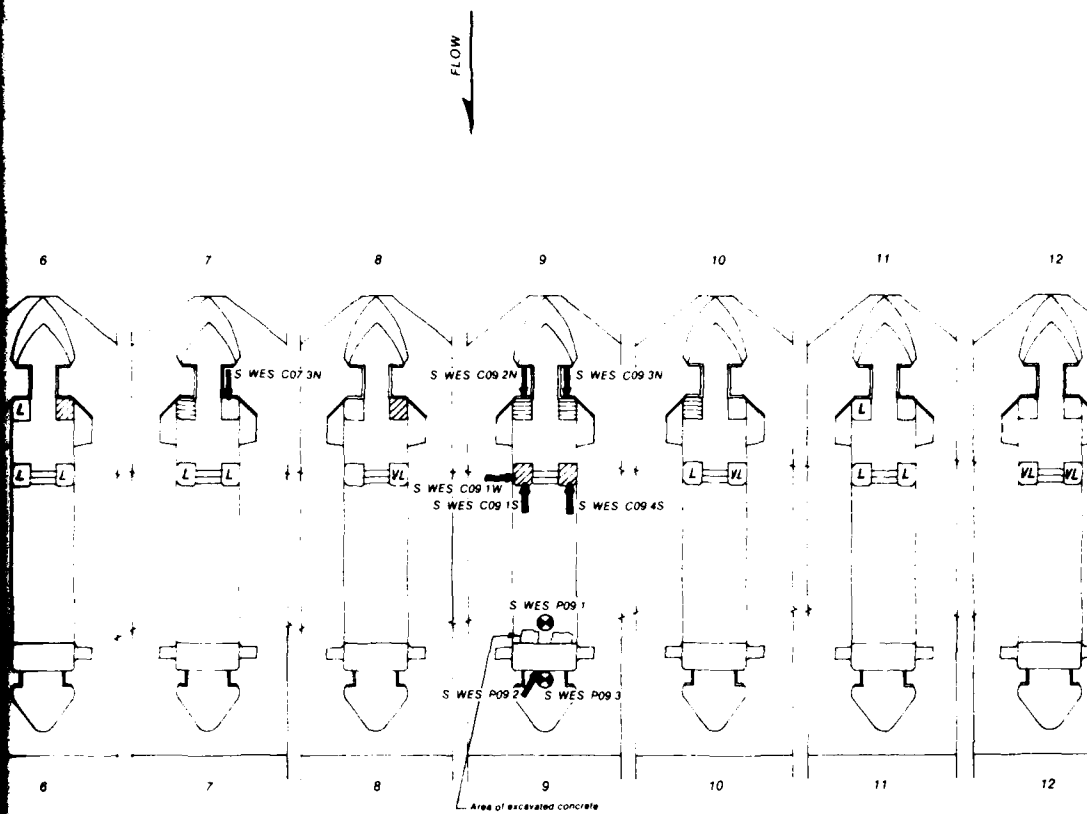 FLOW
6 7 8 9 10 11 12
S WES C07 3N
S WES C09 2N
S WES C09 3N
L
L
L L
L L
VL
S WES C09 1W
L VL
L L
VL VL
S WES C09 1S
S WES C09 4S
S WES P09 1
S WES P09 2
S WES P09 3
6 7 8 9 10 11 12
Area of excavated concrete